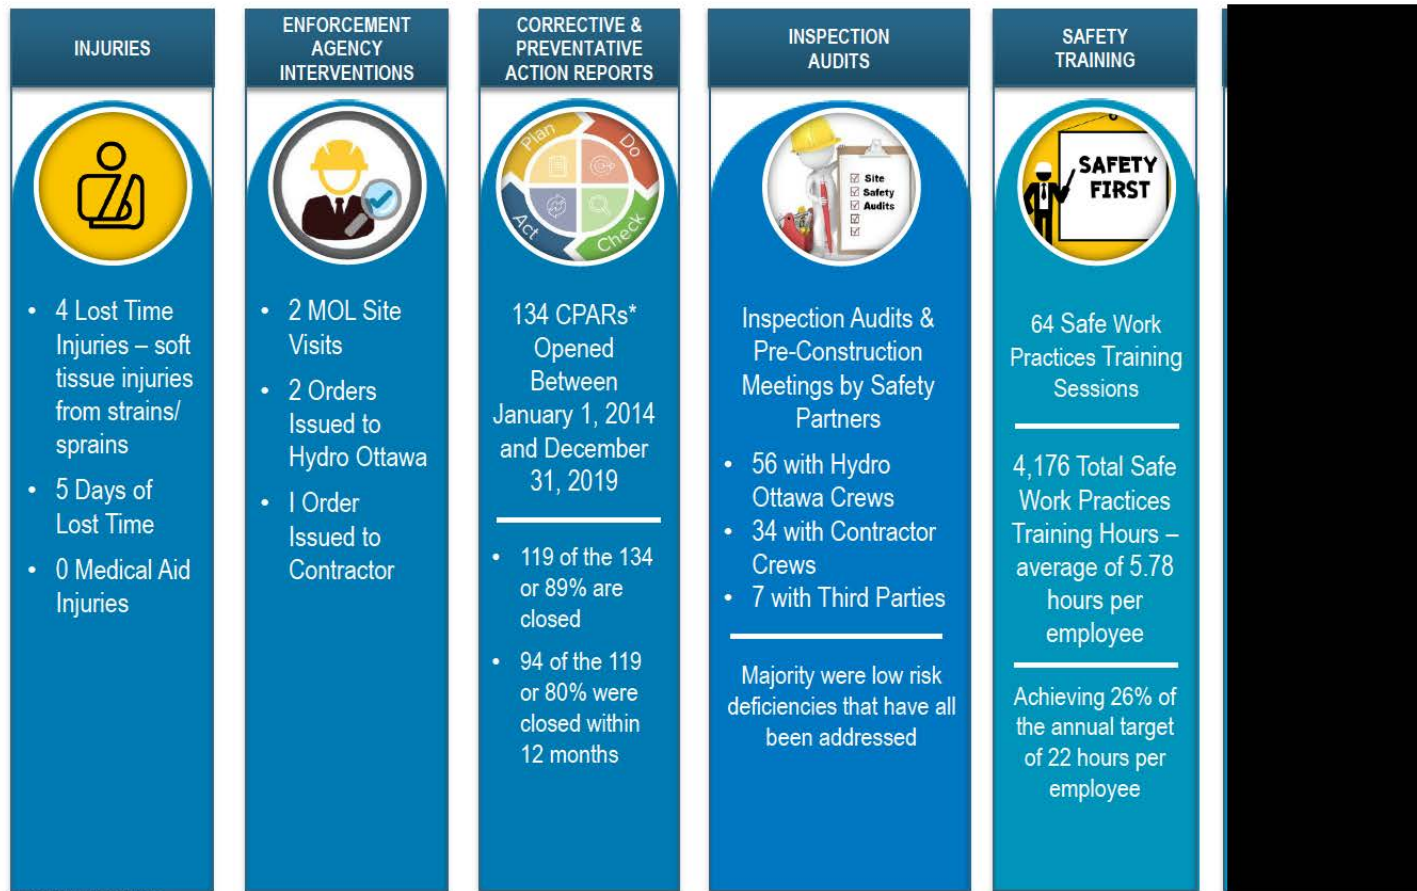 INJURIES
• 4 Lost Time
Injuries – soft
tissue injuries
from strains/
sprains
• 5 Days of
Lost Time
• 0 Medical Aid
Injuries
ENFORCEMENT
AGENCY
INTERVENTIONS
• 2 MOL Site
Visits
• 2 Orders
Issued to
Hydro Ottawa
• I Order
Issued to
Contractor
CORRECTIVE &
PREVENTATIVE
ACTION REPORTS
Plan
Do
Act
Check
134 CPARs*
Opened
Between
January 1, 2014
and December
31, 2019
• 119 of the 134
or 89% are
closed
• 94 of the 119
or 80% were
closed within
12 months
INSPECTION
AUDITS
Site
Safety
Audits
Inspection Audits &
Pre-Construction
Meetings by Safety
Partners
• 56 with Hydro
Ottawa Crews
• 34 with Contractor
Crews
• 7 with Third Parties
Majority were low risk
deficiencies that have all
been addressed
SAFETY
TRAINING
SAFETY
FIRST
64 Safe Work
Practices Training
Sessions
4,176 Total Safe
Work Practices
Training Hours –
average of 5.78
hours per
employee
Achieving 26% of
the annual target
of 22 hours per
employee